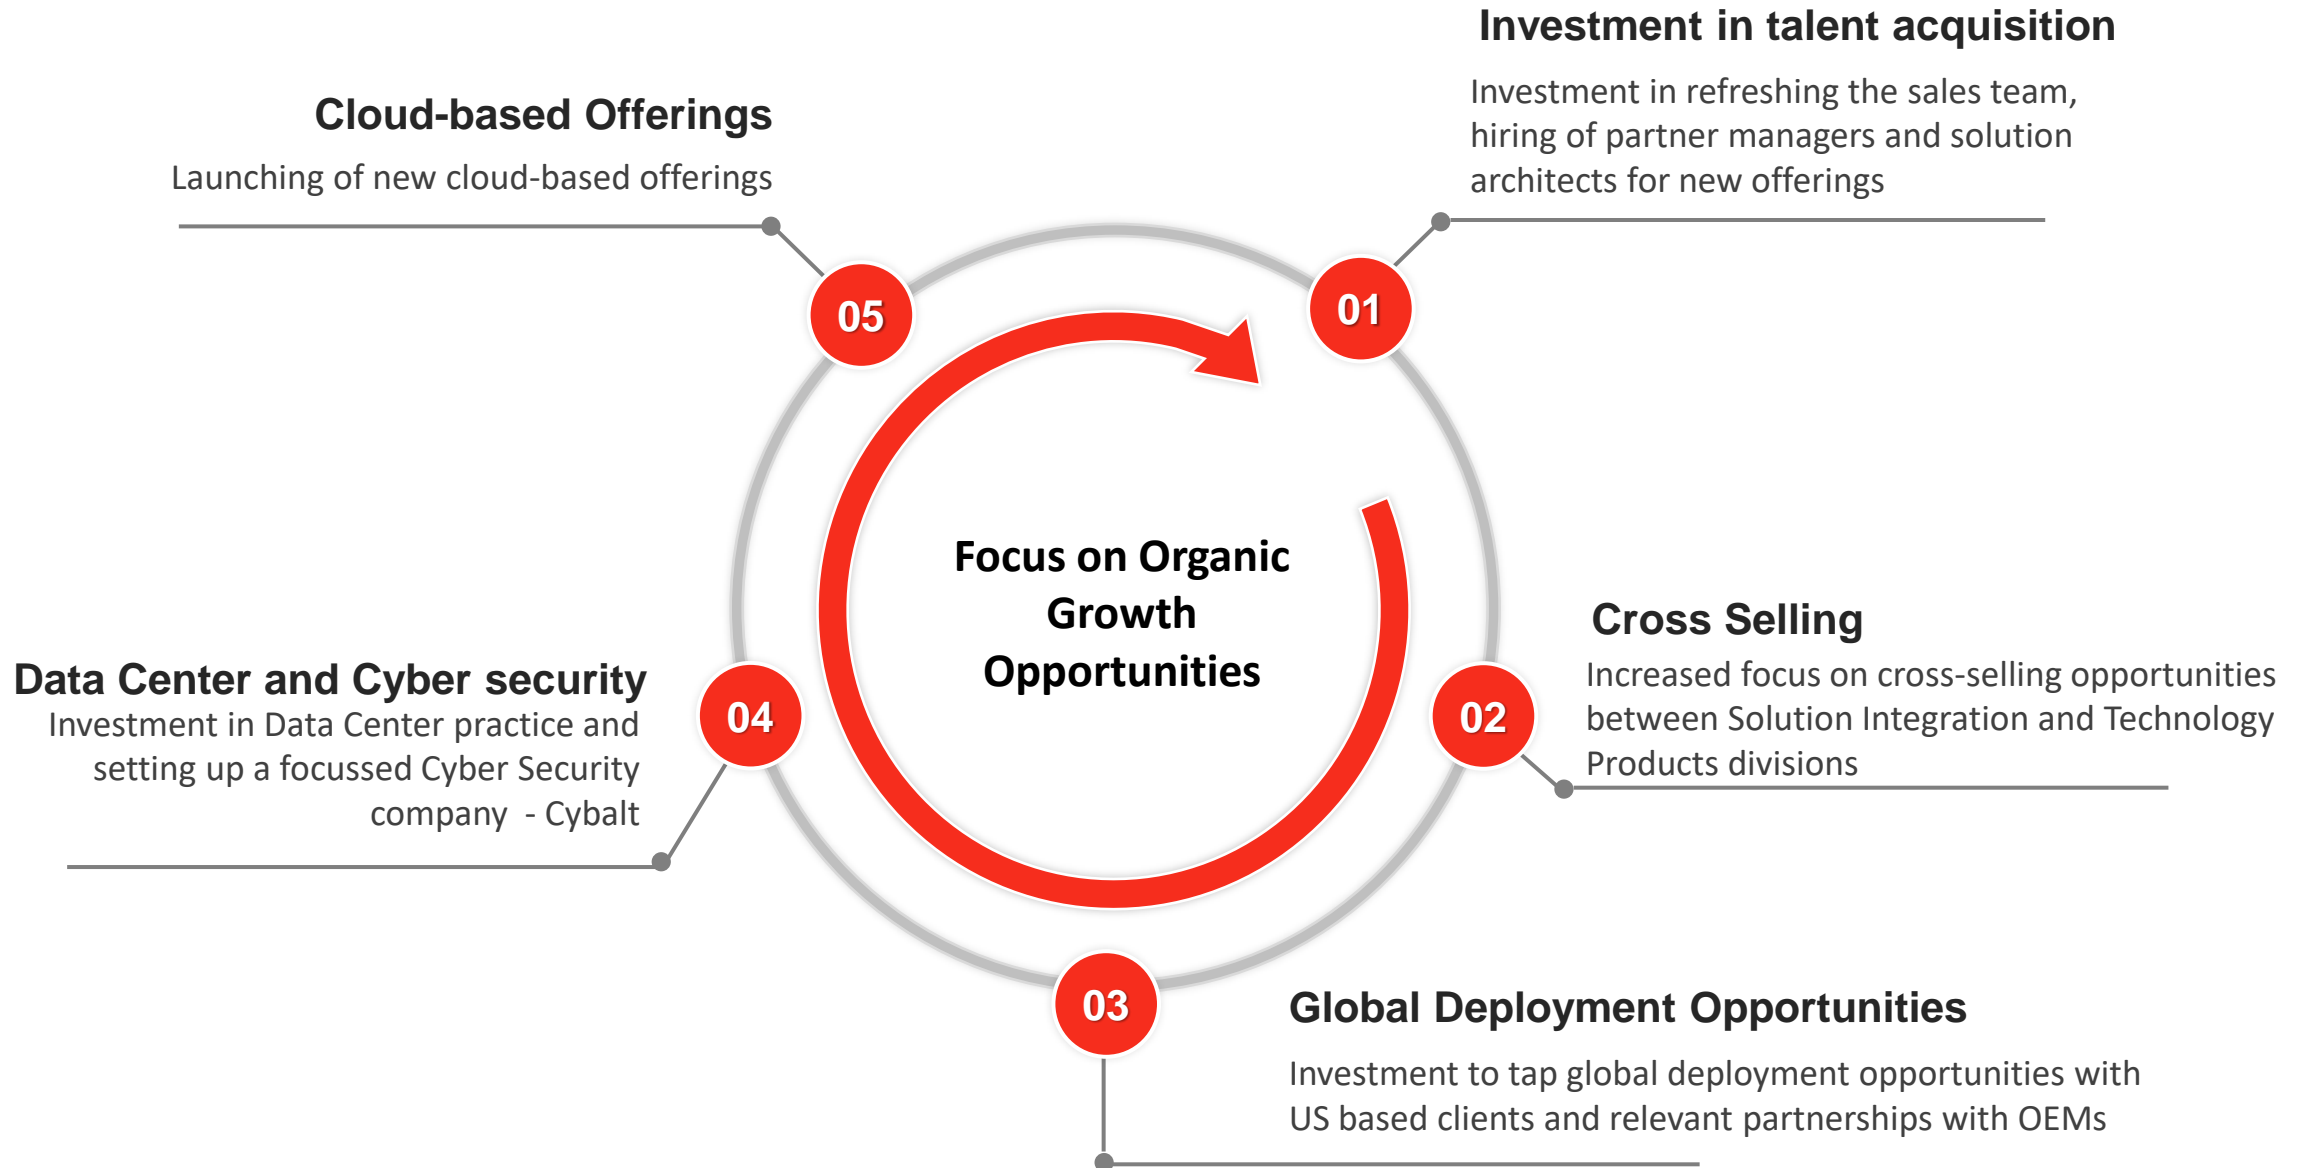 Investment in talent acquisition
Investment in refreshing the sales team,
hiring of partner managers and solution
architects for new offerings
01
Cross Selling
Increased focus on cross-selling opportunities
between Solution Integration and Technology
Products divisions
02
Global Deployment Opportunities
Investment to tap global deployment opportunities with
US based clients and relevant partnerships with OEMs
03
Data Center and Cyber security
Investment in Data Center practice and
setting up a focussed Cyber Security
company  - Cybalt
04
Cloud-based Offerings
Launching of new cloud-based offerings
05
Focus on Organic
Growth
Opportunities